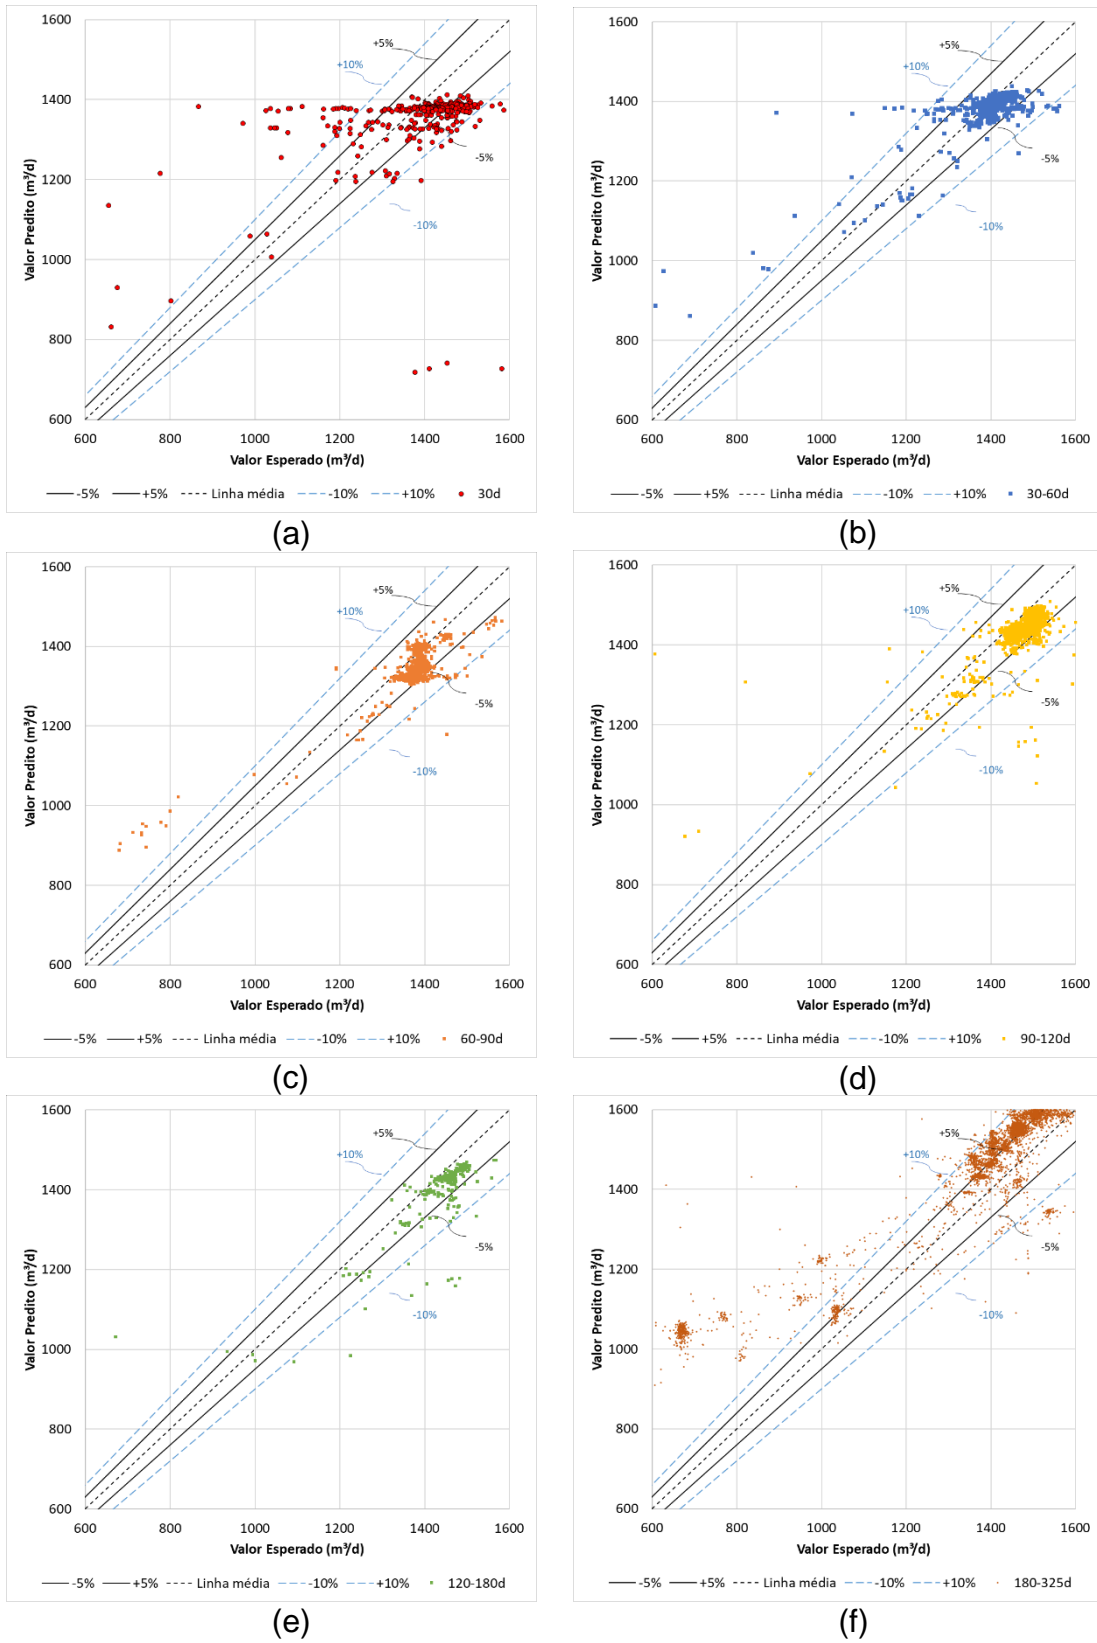 1600
1400
1200
1000
800
600
Valor Predito (m³/d)
+5%
+10%
-5%
-10%
600 800 1000 1200 1400 1600
Valor Esperado (m³/d)
-5% +5% Linha média -10% +10% 30d
(a)
1600
1400
1200
1000
800
600
Valor Predito (m³/d)
+5%
+10%
-5%
-10%
600 800 1000 1200 1400 1600
Valor Esperado (m³/d)
-5% +5% Linha média -10% +10% 30-60d
(b)
1600
1400
1200
1000
800
600
Valor Predito (m³/d)
+5%
+10%
-5%
-10%
600 800 1000 1200 1400 1600
Valor Esperado (m³/d)
-5% +5% Linha média -10% +10% 60-90d
(c)
1600
1400
1200
1000
800
600
Valor Predito (m³/d)
+5%
+10%
-5%
-10%
600 800 1000 1200 1400 1600
Valor Esperado (m³/d)
-5% +5% Linha média -10% +10% 90-120d
(d)
1600
1400
1200
1000
800
600
Valor Predito (m³/d)
+5%
+10%
-5%
-10%
600 800 1000 1200 1400 1600
Valor Esperado (m³/d)
-5% +5% Linha média -10% +10% 120-180d
(e)
1600
1400
1200
1000
800
600
Valor Predito (m³/d)
+5%
+10%
-5%
-10%
600 800 1000 1200 1400 1600
Valor Esperado (m³/d)
-5% +5% Linha média -10% +10% 180-325d
(f)